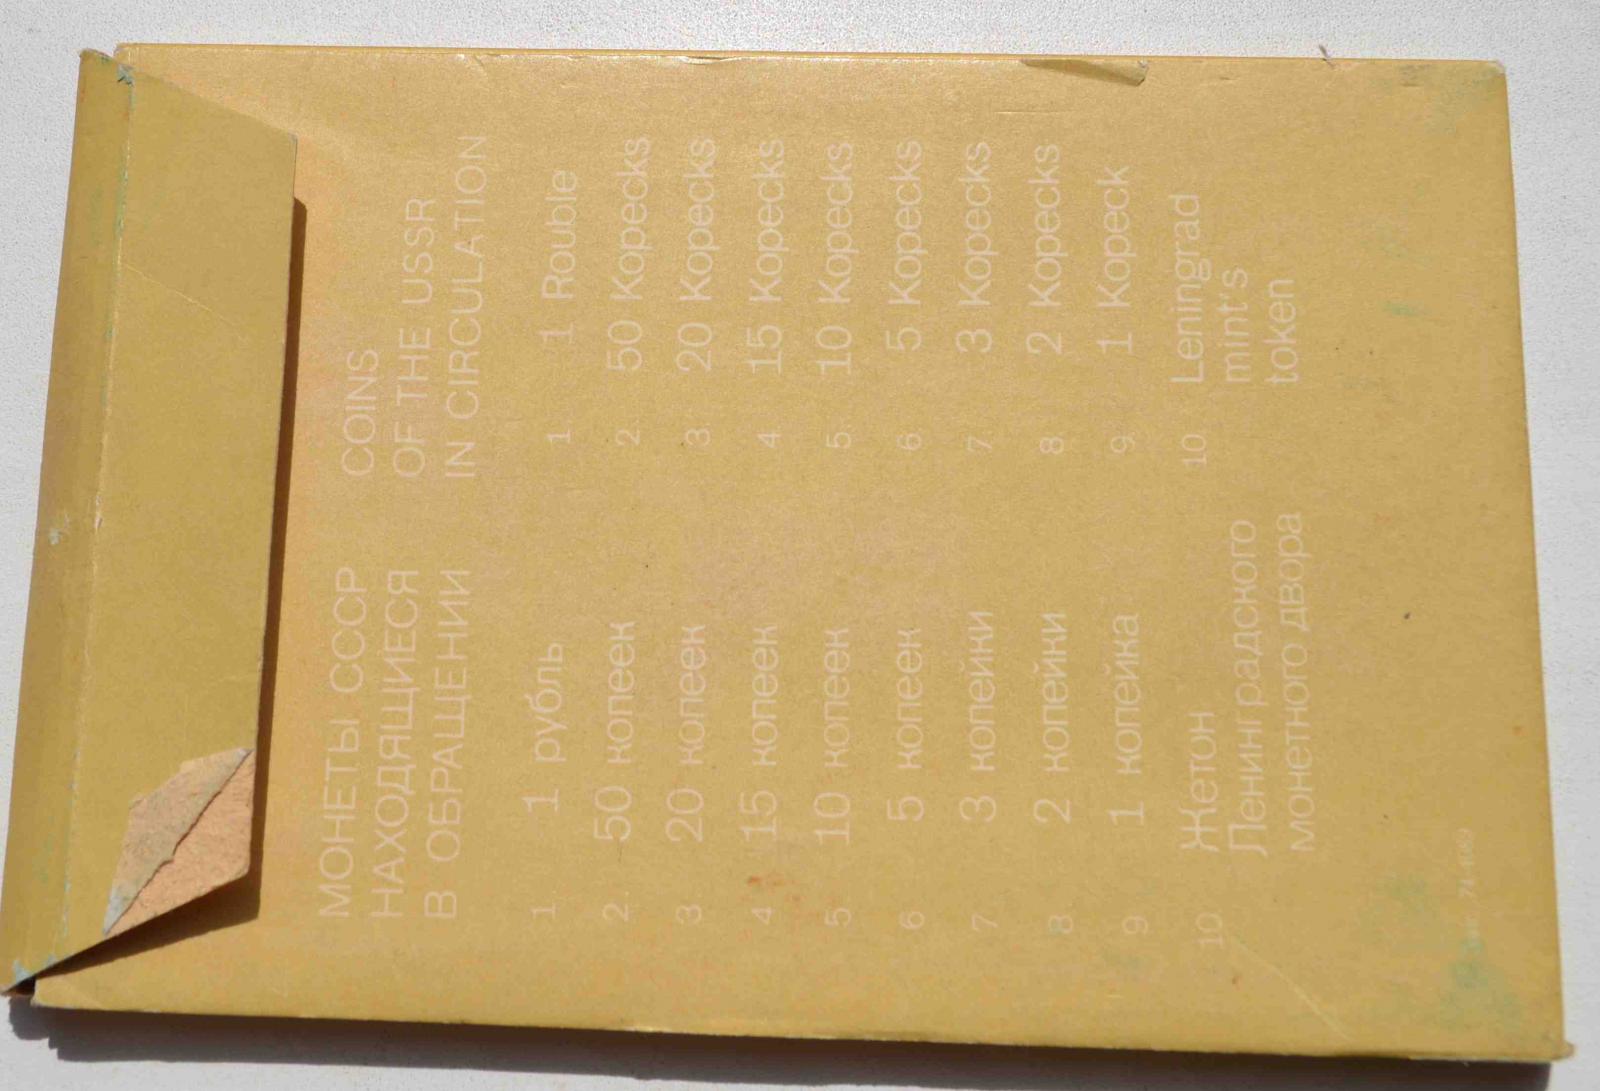 МОНЕТЫ СССР
НАХОДЯЩИЕСЯ
В ОБРАЩЕНИИ
1 1 рубль
2. 50 копеек
3. 20 копеек
4 15 копеек
5 10 копеек
6 5 копеек
7 3 копейки
8 2 копейки
9 1 копейка
10. Жетон
Ленинградского
монетного двора
COINS
OF THE USSR
IN CIRCULATION
1 1 Rouble
2. 50 Kopecks
3. 20 Kopecks
4. 15 Kopecks
5. 10 Kopecks
6. 5 Kopecks
7 3 Kopecks
8. 2 Kopecks
9. 1 Kopeck
10. Leningrad
mint's
token